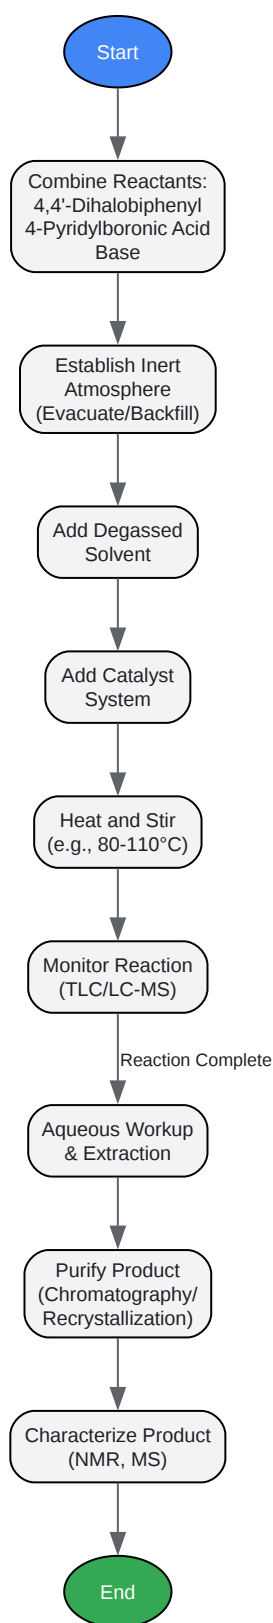 Start
Combine Reactants:
4,4'-Dihalobiphenyl
4-Pyridylboronic Acid
Base
Establish Inert
Atmosphere
(Evacuate/Backfill)
Add Degassed
Solvent
Add Catalyst
System
Heat and Stir
(e.g., 80-110°C)
Monitor Reaction
(TLC/LC-MS)
Reaction Complete
Aqueous Workup
& Extraction
Purify Product
(Chromatography/
Recrystallization)
Characterize Product
(NMR, MS)
End